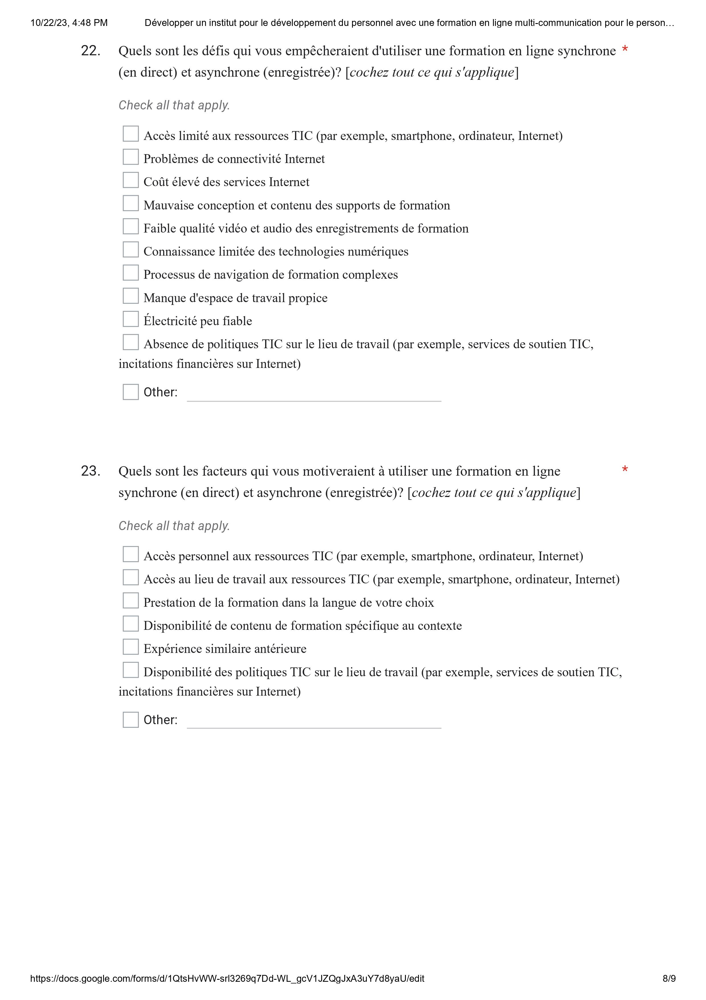 10/22/23, 4:48 PM Développer un institut pour le développement du personnel avec une formation en ligne multi-communication pour le person…
22. Quels sont les défis qui vous empêcheraient d'utiliser une formation en ligne synchrone *
(en direct) et asynchrone (enregistrée)? [cochez tout ce qui s'applique]
Check all that apply.
Accès limité aux ressources TIC (par exemple, smartphone, ordinateur, Internet)
Problèmes de connectivité Internet
Coût élevé des services Internet
Mauvaise conception et contenu des supports de formation
Faible qualité vidéo et audio des enregistrements de formation
Connaissance limitée des technologies numériques
Processus de navigation de formation complexes
Manque d'espace de travail propice
Électricité peu fiable
Absence de politiques TIC sur le lieu de travail (par exemple, services de soutien TIC,
incitations financières sur Internet)
Other:
23. Quels sont les facteurs qui vous motiveraient à utiliser une formation en ligne *
synchrone (en direct) et asynchrone (enregistrée)? [cochez tout ce qui s'applique]
Check all that apply.
Accès personnel aux ressources TIC (par exemple, smartphone, ordinateur, Internet)
Accès au lieu de travail aux ressources TIC (par exemple, smartphone, ordinateur, Internet)
Prestation de la formation dans la langue de votre choix
Disponibilité de contenu de formation spécifique au contexte
Expérience similaire antérieure
Disponibilité des politiques TIC sur le lieu de travail (par exemple, services de soutien TIC,
incitations financières sur Internet)
Other:
https://docs.google.com/forms/d/1QtsHvWW-srl3269q7Dd-WL_gcV1JZQgJxA3uY7d8yaU/edit 8/9